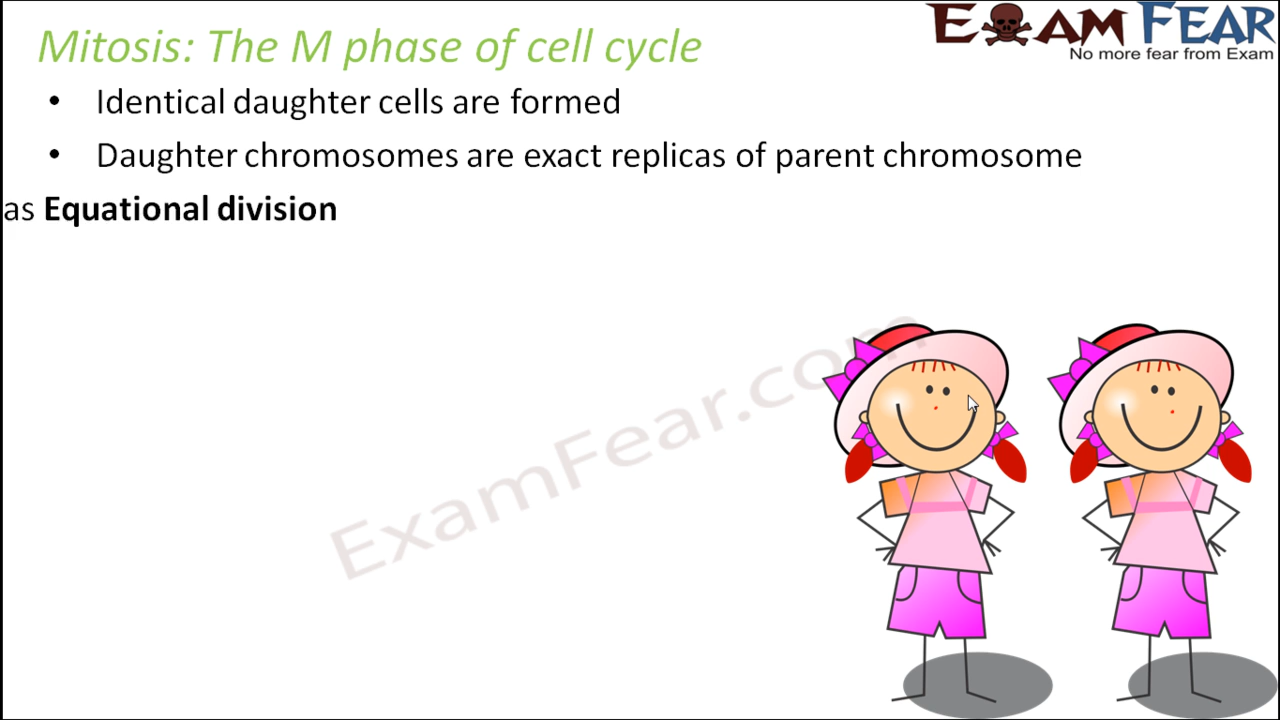 EXAM FEAR
No more fear from Exam
Mitosis: The M phase of cell cycle
• Identical daughter cells are formed
• Daughter chromosomes are exact replicas of parent chromosome
as Equational division
ExamFear.com